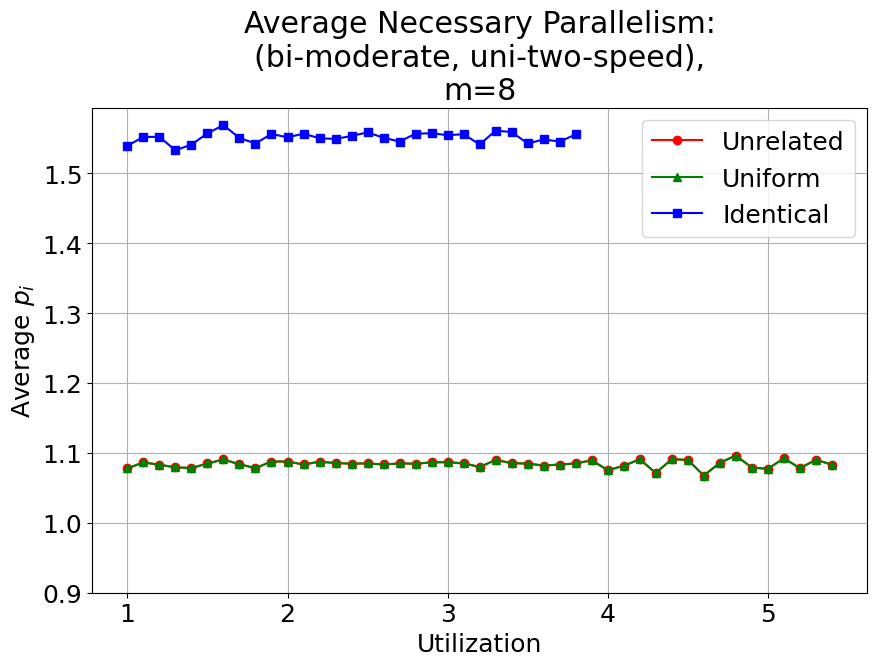 Average Necessary Parallelism:
(bi-moderate, uni-two-speed),
m=8
Unrelated
Uniform
Identical
Average p_i
1.5
1.4
1.3
1.2
1.1
1.0
0.9
1 2 3 4 5
Utilization